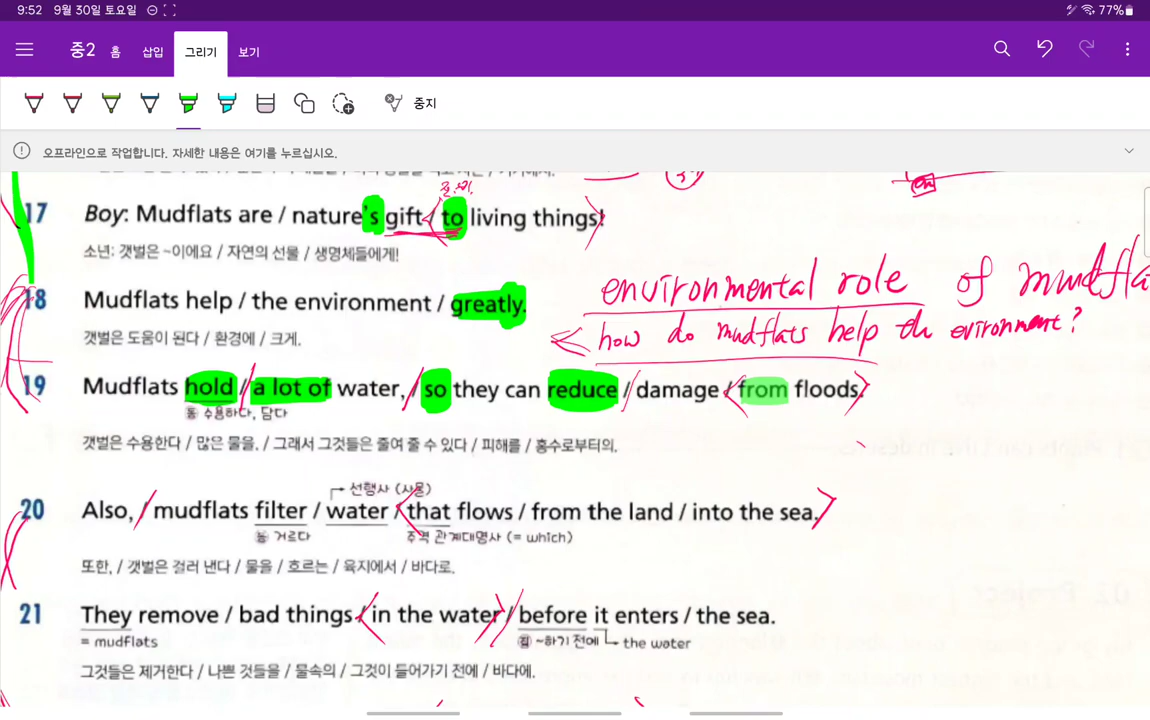 9:52 9월 30일 토요일 77%
중2 홈 삽입 그리기 보기
중지
오프라인으로 작업합니다. 자세한 내용은 여기를 누르십시오.
17 Boy: Mudflats are / nature's gift to living things!
소년: 갯벌은 ~이에요 / 자연의 선물 / 생명체들에게!
18 Mudflats help / the environment / greatly.
environmental role of mudfla
갯벌은 도움이 된다 / 환경에 / 크게.
how do mudflats help the evironment?
19 Mudflats hold / a lot of water, / so they can reduce / damage / from floods.
동 수용하다, 담다
갯벌은 수용한다 / 많은 물을, / 그래서 그것들은 줄여 줄 수 있다 / 피해를 / 홍수로부터의.
선행사 (사물)
20 Also, / mudflats filter / water / that flows / from the land / into the sea.
동 거르다 주격 관계대명사 (= which)
또한, / 갯벌은 걸러 낸다 / 물을 / 흐르는 / 육지에서 / 바다로.
21 They remove / bad things / in the water / before it enters / the sea.
= mudflats 접 ~하기 전에 the water
그것들은 제거한다 / 나쁜 것들을 / 물속의 / 그것이 들어가기 전에 / 바다에.